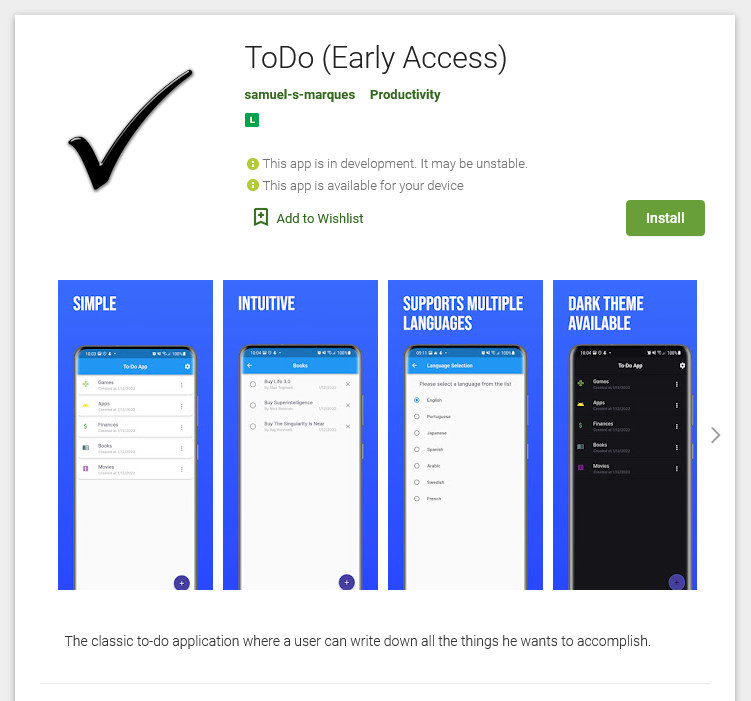 ToDo (Early Access)
samuel-s-marques Productivity
L
This app is in development. It may be unstable.
This app is available for your device
Add to Wishlist
Install
SIMPLE
To-Do App
Games
Apps
Finances
Books
Movies
INTUITIVE
Books
Buy Life 3.0
Buy Superintelligence
Buy The Singularity is Near
SUPPORTS MULTIPLE
LANGUAGES
Language Selection
Please select a language from the list
English
Portuguese
Japanese
Spanish
Arabic
Swedish
French
DARK THEME
AVAILABLE
To-Do App
Games
Apps
Finances
Books
Movies
The classic to-do application where a user can write down all the things he wants to accomplish.